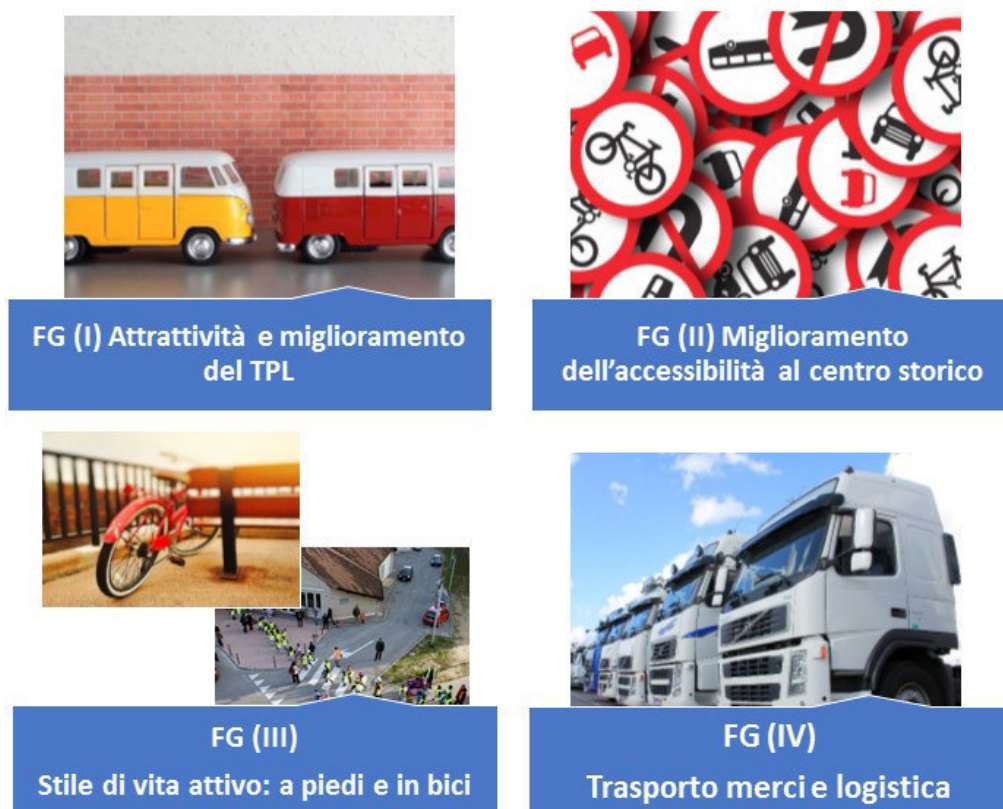 FG (I) Attrattività e miglioramento
del TPL
FG (II) Miglioramento
dell’accessibilità al centro storico
FG (III)
Stile di vita attivo: a piedi e in bici
FG (IV)
Trasporto merci e logistica